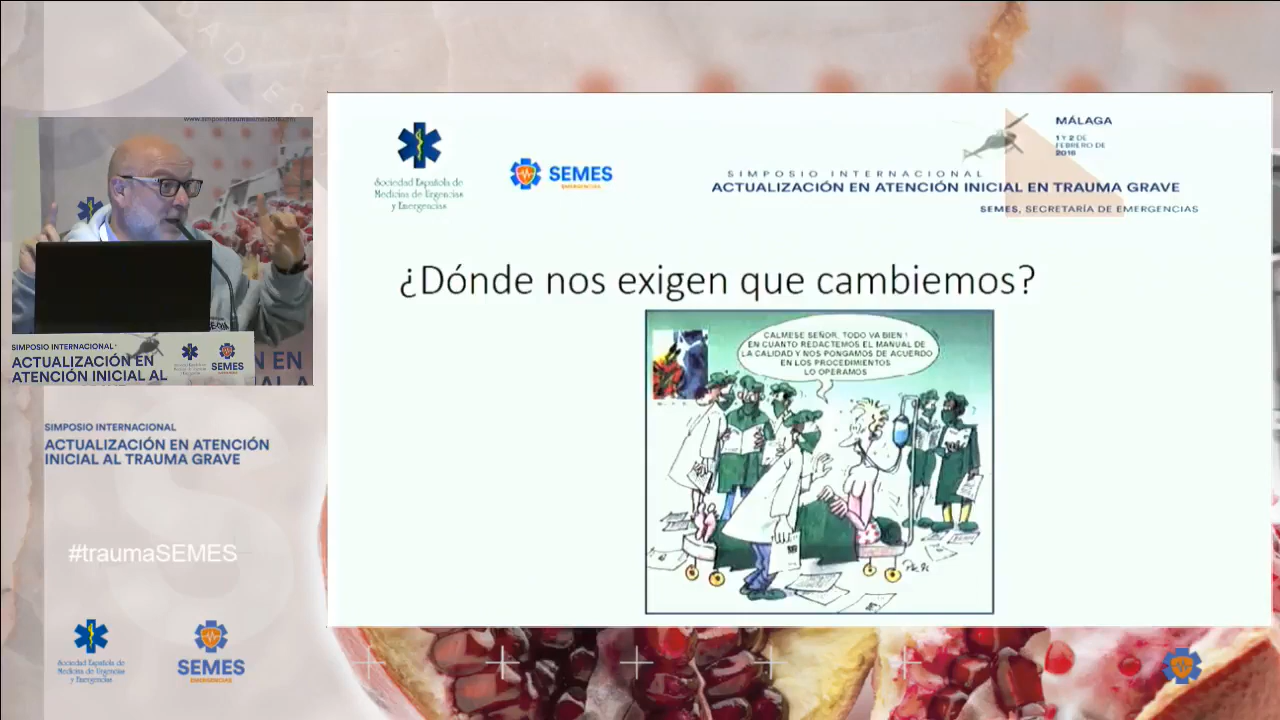 SIMPOSIO INTERNACIONAL
ACTUALIZACIÓN EN
ATENCIÓN INICIAL AL
SEMES
N EN
SIMPOSIO INTERNACIONAL
ACTUALIZACIÓN EN ATENCIÓN
INICIAL AL TRAUMA GRAVE
#traumaSEMES
Sociedad Española
de Medicina de Urgencias
y Emergencias
SEMES
EMERGENCIAS
Sociedad Española de
Medicina de Urgencias
y Emergencias
SEMES
EMERGENCIAS
MÁLAGA
1 Y 2 DE
FEBRERO DE
2018
SIMPOSIO INTERNACIONAL
ACTUALIZACIÓN EN ATENCIÓN INICIAL EN TRAUMA GRAVE
SEMES, SECRETARÍA DE EMERGENCIAS
¿Dónde nos exigen que cambiemos?
CALMESE SEÑOR, TODO VA BIEN !
EN CUANTO REDACTEMOS EL MANUAL DE
LA CALIDAD Y NOS PONGAMOS DE ACUERDO
EN LOS PROCEDIMIENTOS
LO OPERAMOS